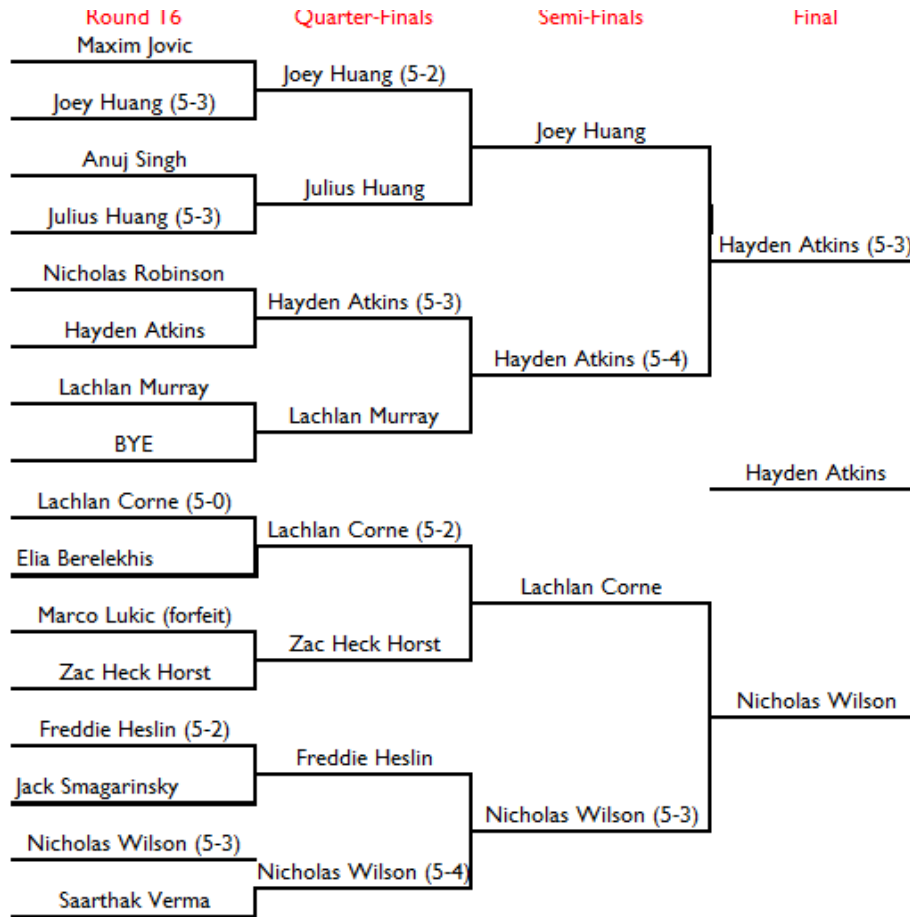 Round 16
Quarter-Finals
Semi-Finals
Final
Maxim Jovic
Joey Huang (5-3)
Anuj Singh
Julius Huang (5-3)
Nicholas Robinson
Hayden Atkins
Lachlan Murray
BYE
Lachlan Corne (5-0)
Elia Berelekhis
Marco Lukic (forfeit)
Zac Heck Horst
Freddie Heslin (5-2)
Jack Smagarinsky
Nicholas Wilson (5-3)
Saarthak Verma
Joey Huang (5-2)
Julius Huang
Hayden Atkins (5-3)
Lachlan Murray
Lachlan Corne (5-2)
Zac Heck Horst
Freddie Heslin
Nicholas Wilson (5-4)
Joey Huang
Hayden Atkins (5-4)
Lachlan Corne
Nicholas Wilson (5-3)
Hayden Atkins (5-3)
Hayden Atkins
Nicholas Wilson